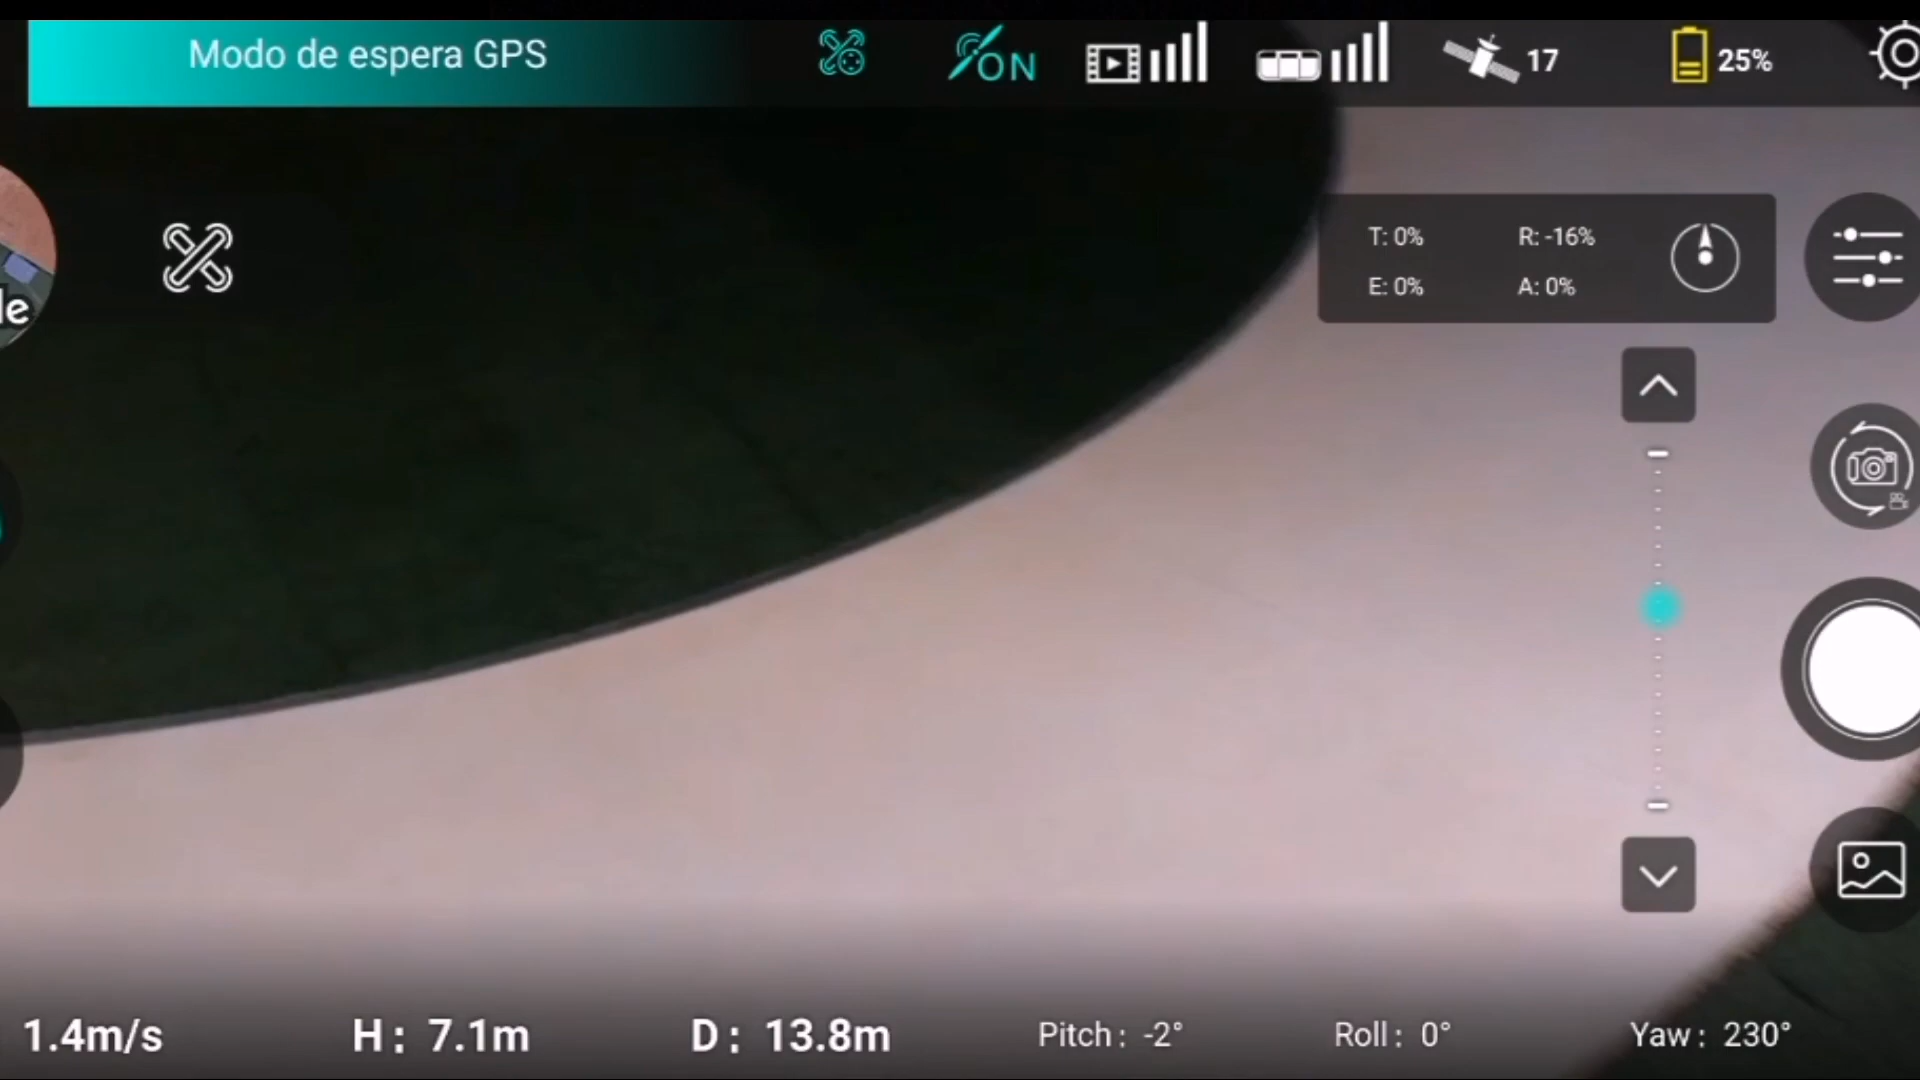 Modo de espera GPS
ON
17
25%
T: 0%
R: -16%
E: 0%
A: 0%
le
1.4m/s
H: 7.1m
D: 13.8m
Pitch: -2°
Roll: 0°
Yaw: 230°